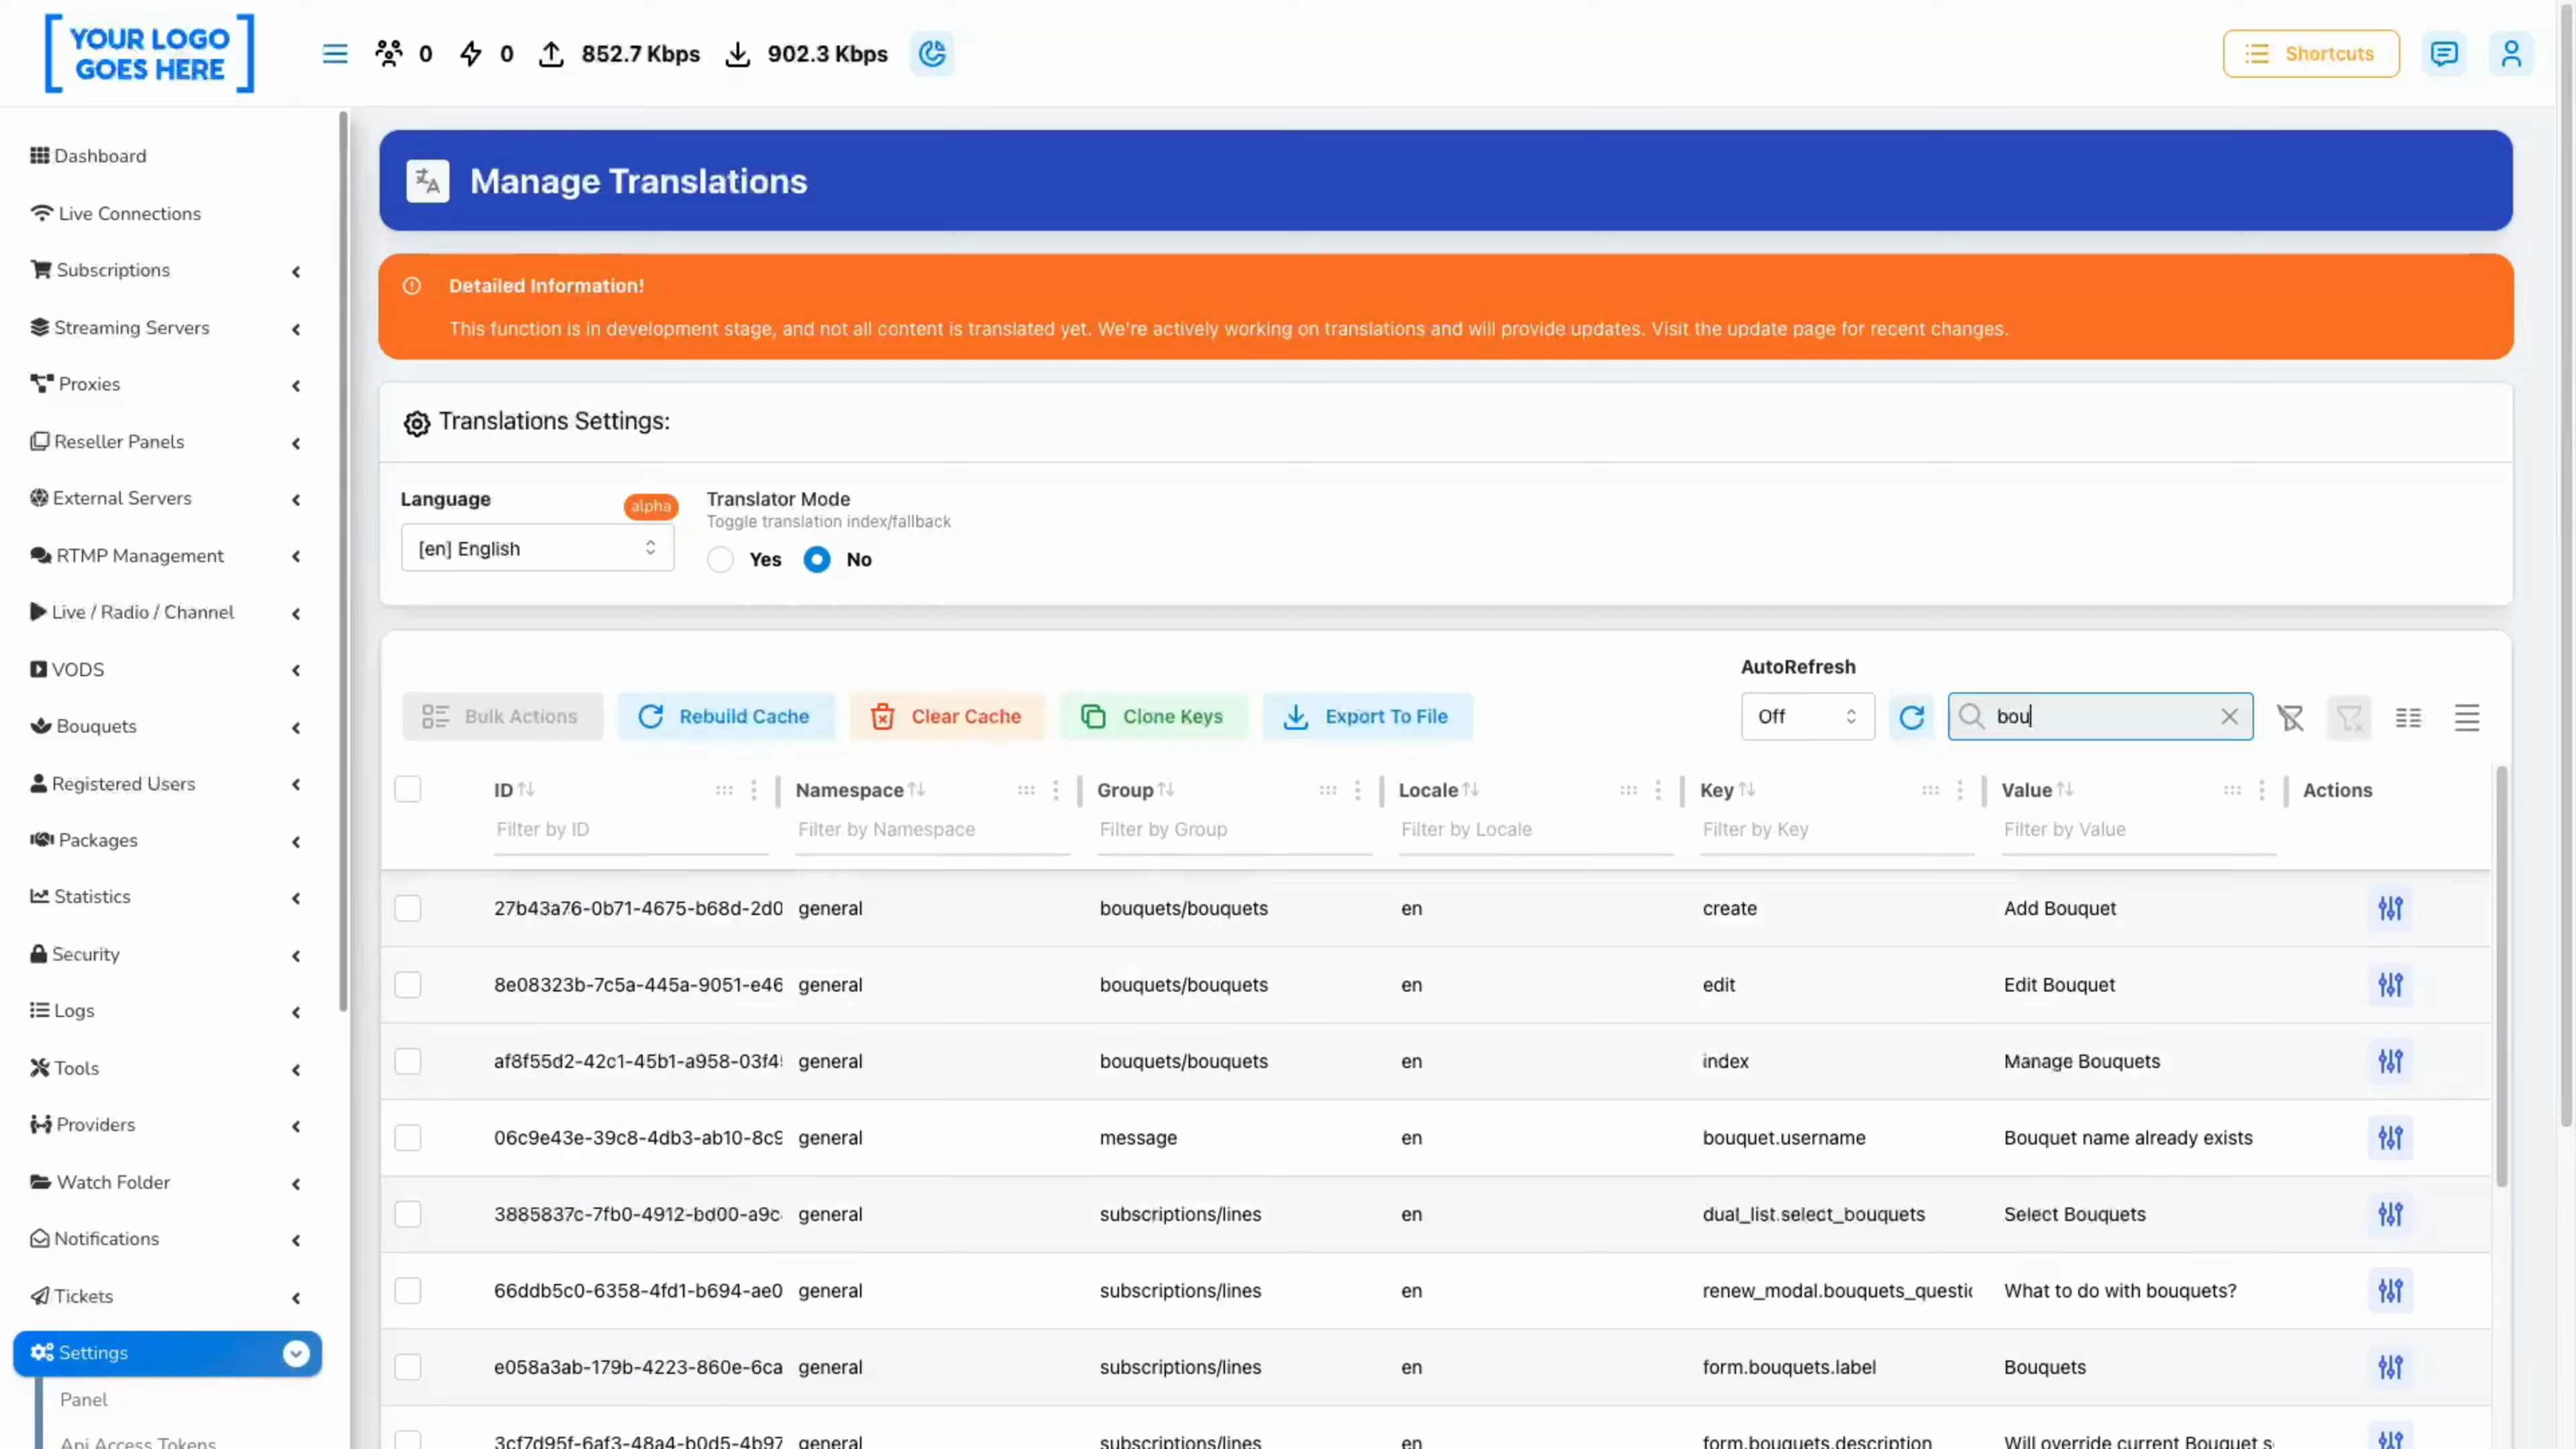 YOUR LOGO
GOES HERE
0
0
852.7 Kbps
902.3 Kbps
Shortcuts
Dashboard
Live Connections
Subscriptions
Streaming Servers
Proxies
Reseller Panels
External Servers
RTMP Management
Live / Radio / Channel
VODS
Bouquets
Registered Users
Packages
Statistics
Security
Logs
Tools
Providers
Watch Folder
Notifications
Tickets
Settings
Panel
Api Access Tokens
Manage Translations
Detailed Information!
This function is in development stage, and not all content is translated yet. We're actively working on translations and will provide updates. Visit the update page for recent changes.
Translations Settings:
Language
alpha
[en] English
Translator Mode
Toggle translation index/fallback
Yes
No
AutoRefresh
Bulk Actions
Rebuild Cache
Clear Cache
Clone Keys
Export To File
Off
bou
ID Namespace Group Locale Key Value Actions
Filter by ID Filter by Namespace Filter by Group Filter by Locale Filter by Key Filter by Value
27b43a76-0b71-4675-b68d-2d0 general bouquets/bouquets en create Add Bouquet
8e08323b-7c5a-445a-9051-e46 general bouquets/bouquets en edit Edit Bouquet
af8f55d2-42c1-45b1-a958-03f4 general bouquets/bouquets en index Manage Bouquets
06c9e43e-39c8-4db3-ab10-8c9 general message en bouquet.username Bouquet name already exists
3885837c-7fb0-4912-bd00-a9c general subscriptions/lines en dual_list.select_bouquets Select Bouquets
66ddb5c0-6358-4fd1-b694-ae0 general subscriptions/lines en renew_modal.bouquets_questic What to do with bouquets?
e058a3ab-179b-4223-860e-6ca general subscriptions/lines en form.bouquets.label Bouquets
3cf7d95f-6af3-48a4-b0d5-4b97 general subscriptions/lines en form.bouquets.description Will override current Bouquet s